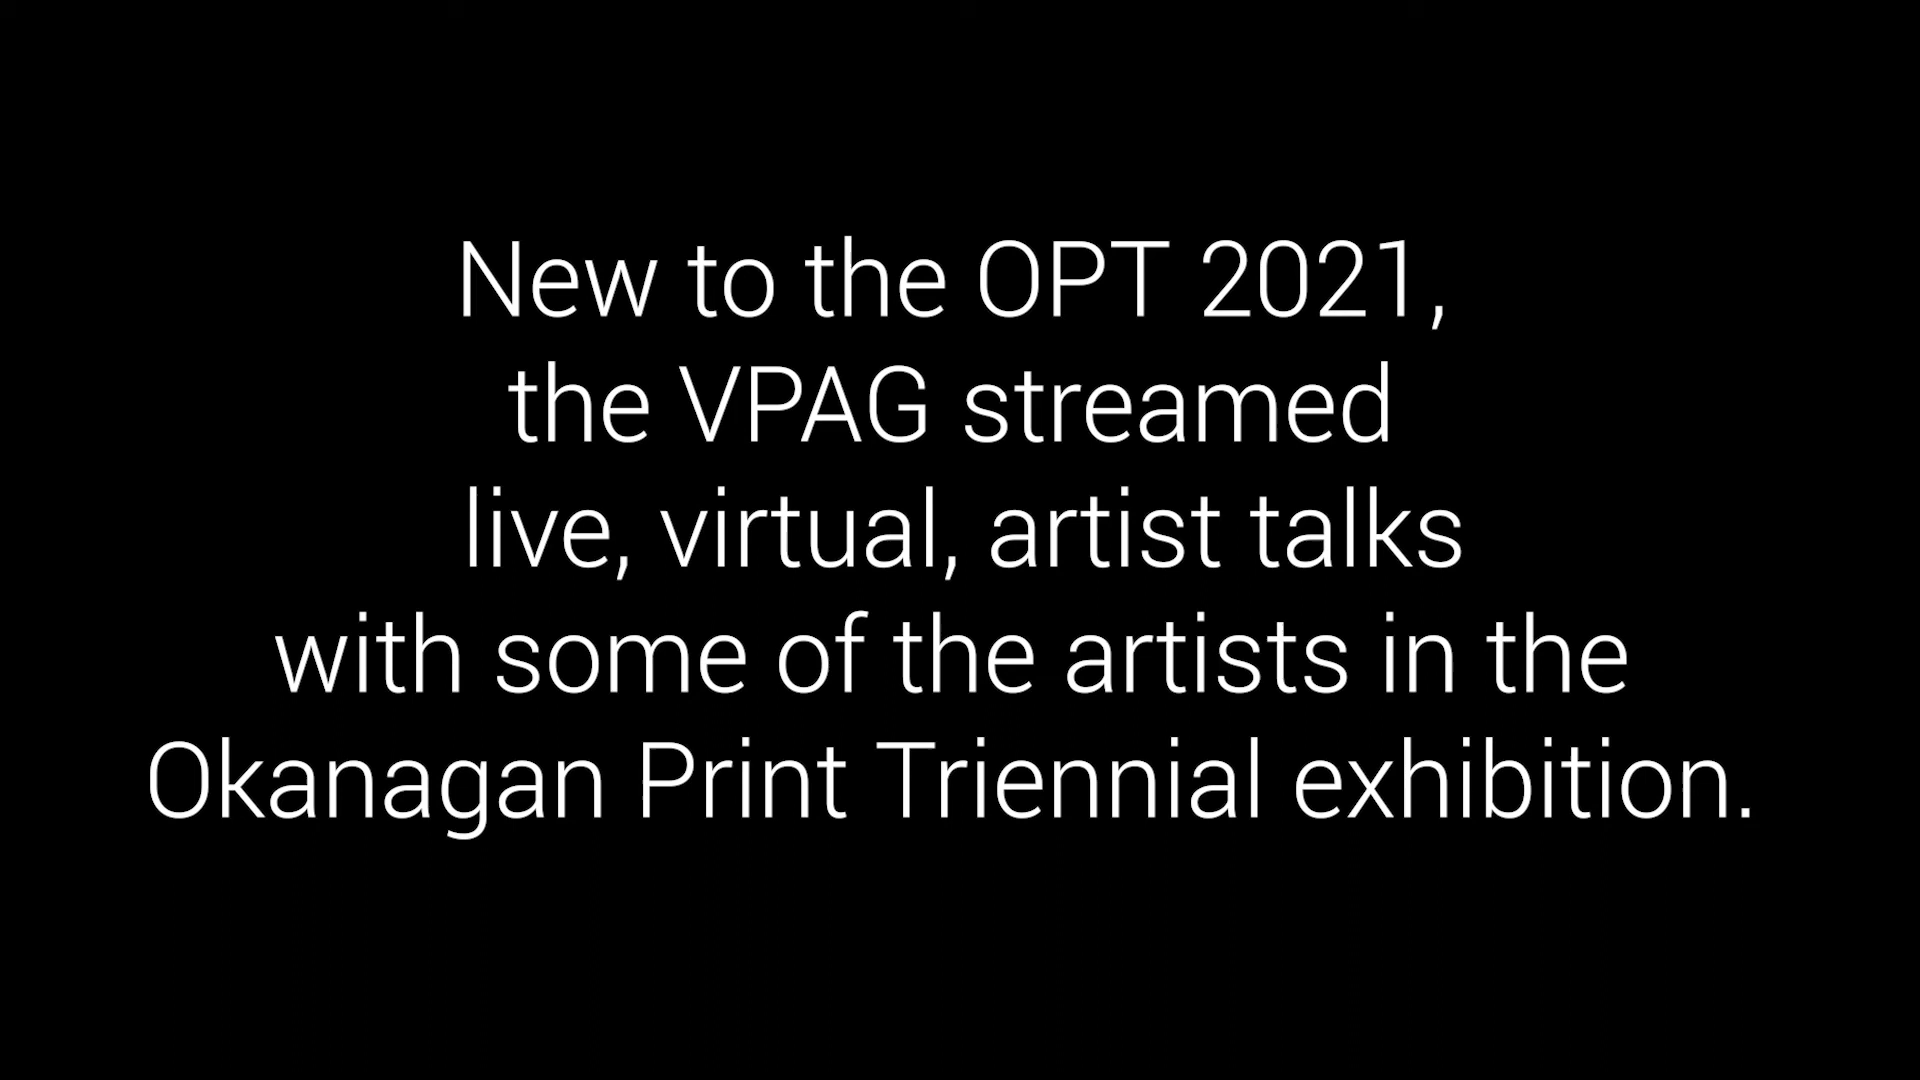 New to the OPT 2021,
the VPAG streamed
live, virtual, artist talks
with some of the artists in the
Okanagan Print Triennial exhibition.